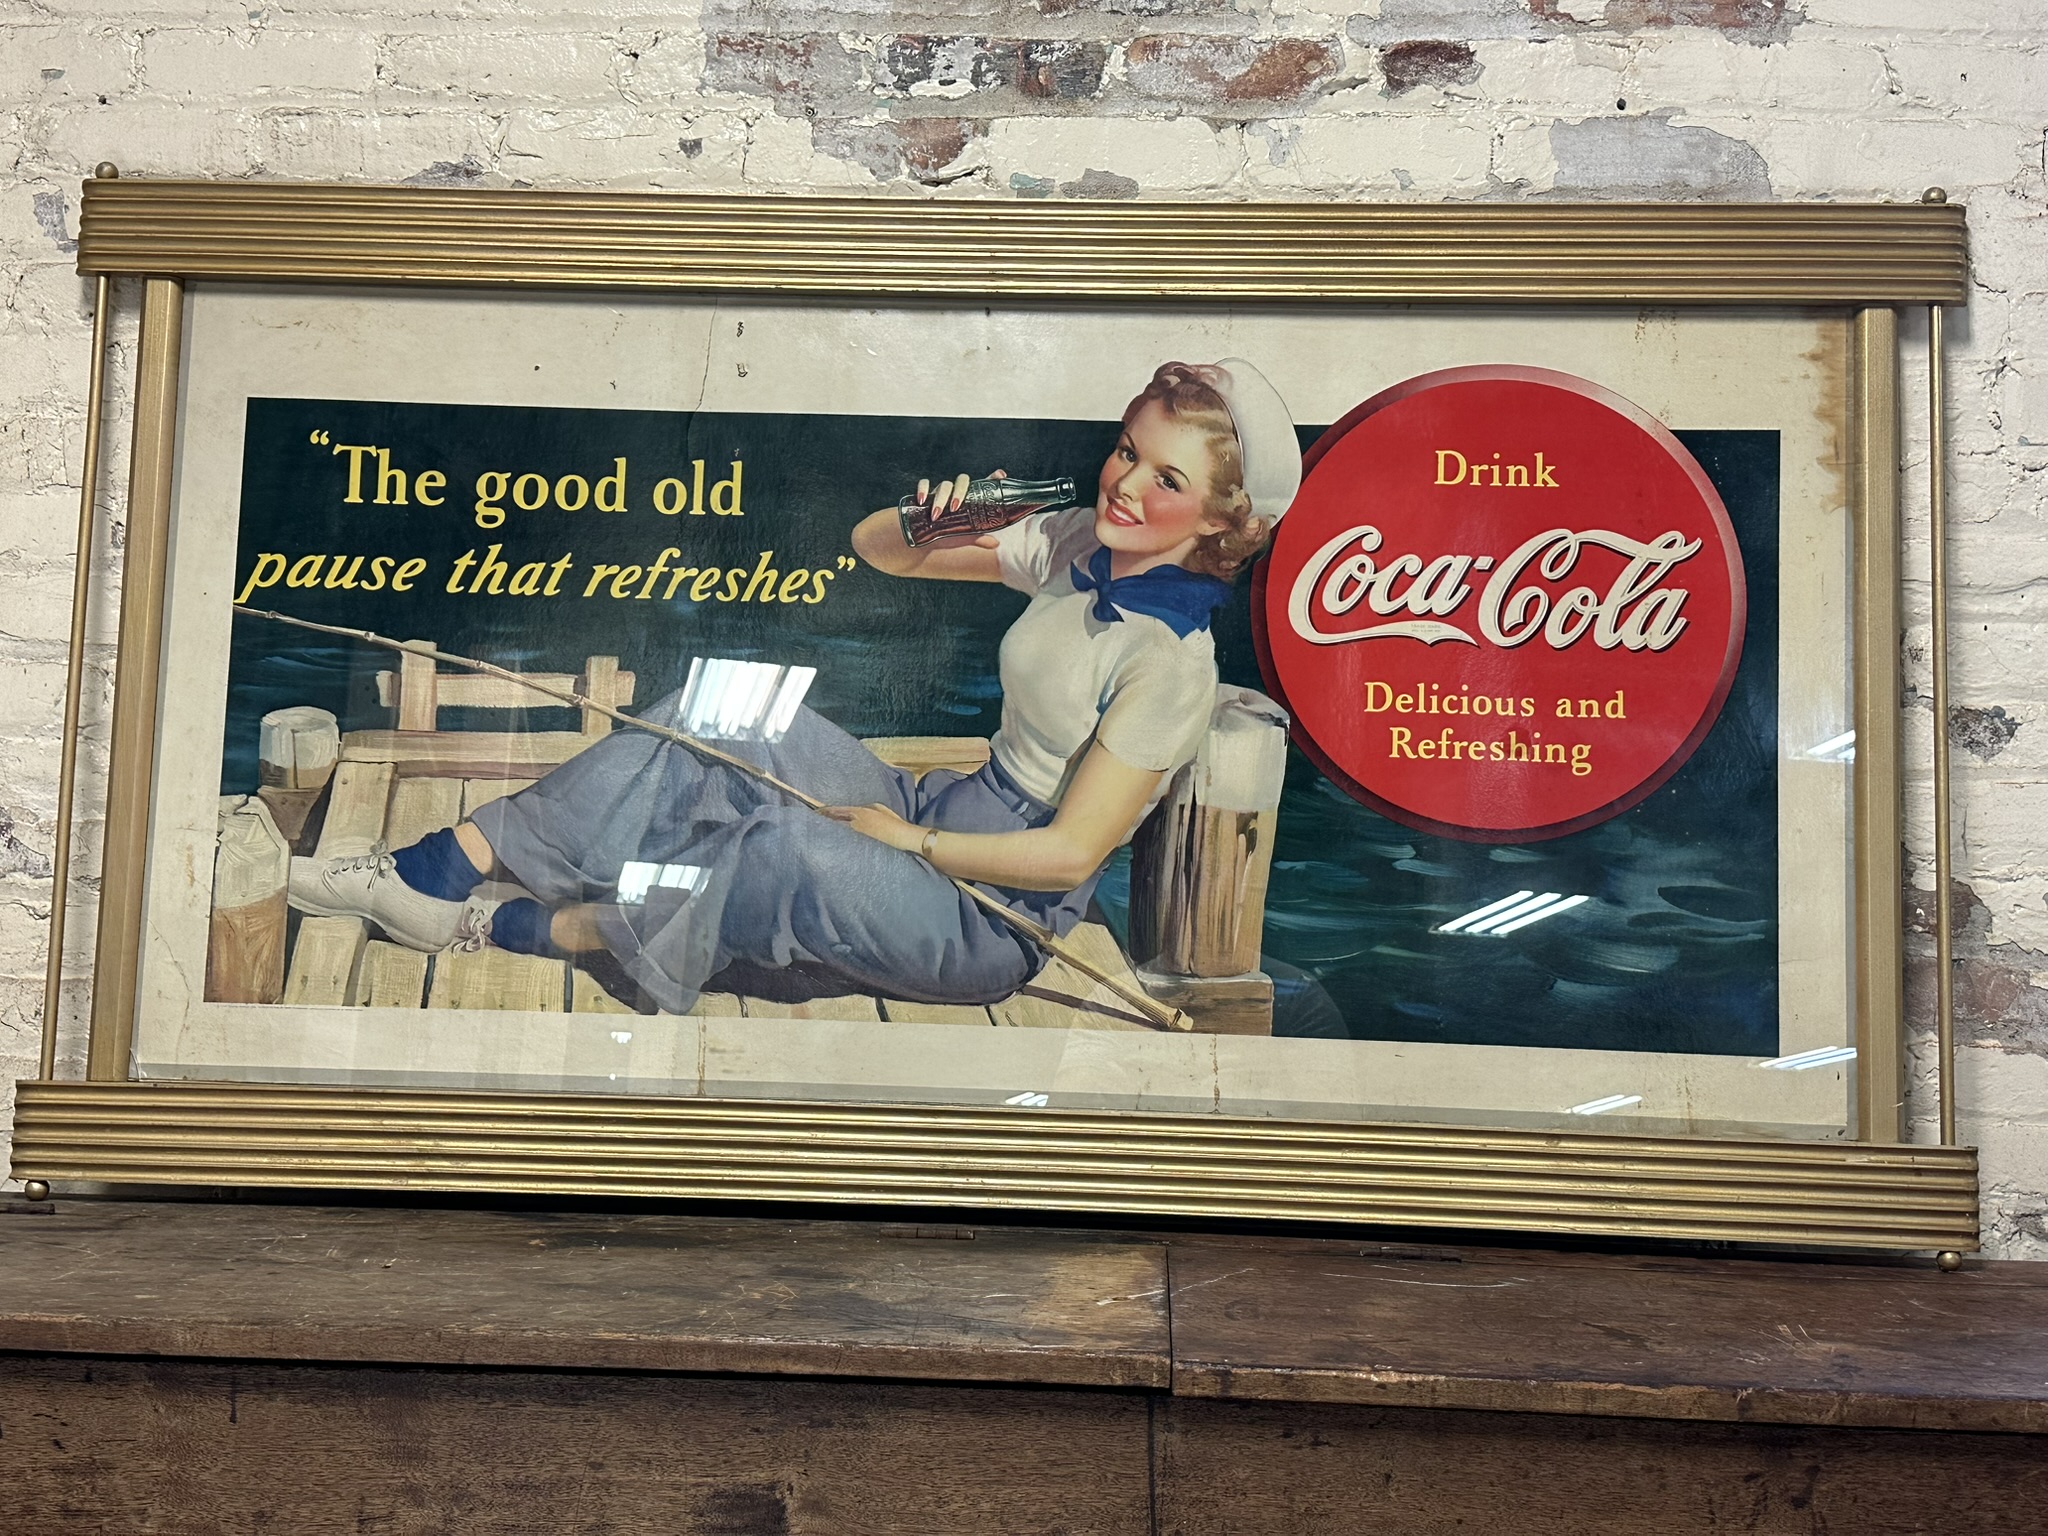 “The good old
pause that refreshes”
Drink
Coca-Cola
Delicious and
Refreshing